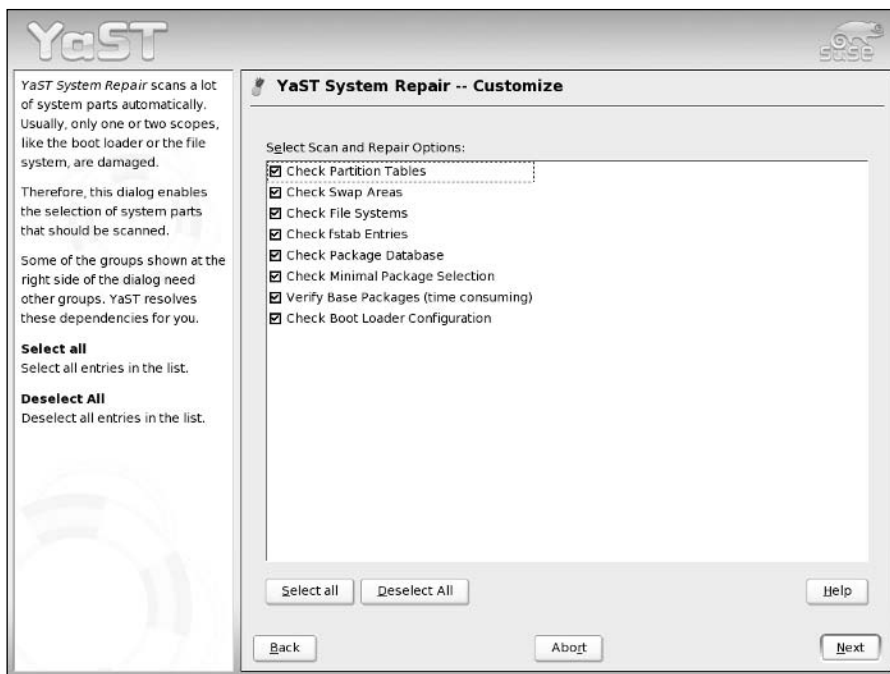 YaST
SuSE
YaST System Repair scans a lot
of system parts automatically.
Usually, only one or two scopes,
like the boot loader or the file
system, are damaged.
Therefore, this dialog enables
the selection of system parts
that should be scanned.
Some of the groups shown at the
right side of the dialog need
other groups. YaST resolves
these dependencies for you.
Select all
Select all entries in the list.
Deselect All
Deselect all entries in the list.
YaST System Repair -- Customize
Select Scan and Repair Options:
Check Partition Tables
Check Swap Areas
Check File Systems
Check fstab Entries
Check Package Database
Check Minimal Package Selection
Verify Base Packages (time consuming)
Check Boot Loader Configuration
Select all Deselect All Help
Back Abort Next